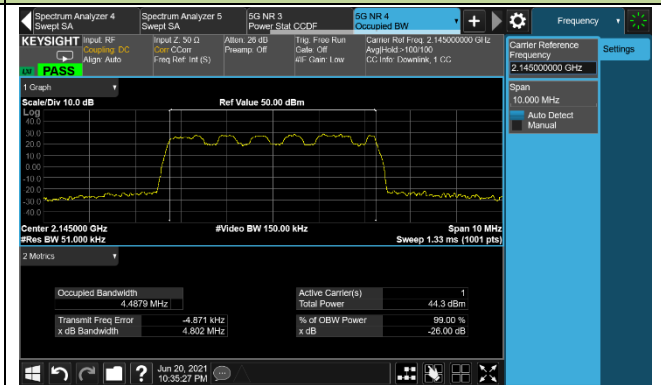 Spectrum Analyzer 4
Swept SA
Spectrum Analyzer 5
Swept SA
5G NR 3
Power Stat CCDF
5G NR 4
Occupied BW
Frequency
KEYSIGHT
Input: RF
Coupling: DC
Align: Auto
Input Z: 50 Ω
Corr CCorr
Freq Ref: Int (S)
Atten: 26 dB
Preamp: Off
Trig: Free Run
Gate: Off
#IF Gain: Low
Carrier Ref Freq: 2.145000000 GHz
Avg|Hold:>100/100
CC Info: Downlink, 1 CC
LXI
PASS
Carrier Reference
Frequency
2.145000000 GHz
Settings
Span
10.000 MHz
Auto Detect
Manual
1 Graph
Scale/Div 10.0 dB
Ref Value 50.00 dBm
Log
40.0
30.0
20.0
10.0
0.00
-10.0
-20.0
-30.0
-40.0
Center 2.145000 GHz
#Video BW 150.00 kHz
Span 10 MHz
#Res BW 51.000 kHz
Sweep 1.33 ms (1001 pts)
2 Metrics
Occupied Bandwidth
4.4879 MHz
Active Carrier(s) 1
Total Power 44.3 dBm
Transmit Freq Error -4.871 kHz
x dB Bandwidth 4.802 MHz
% of OBW Power 99.00 %
x dB -26.00 dB
?
Jun 20, 2021
10:35:27 PM